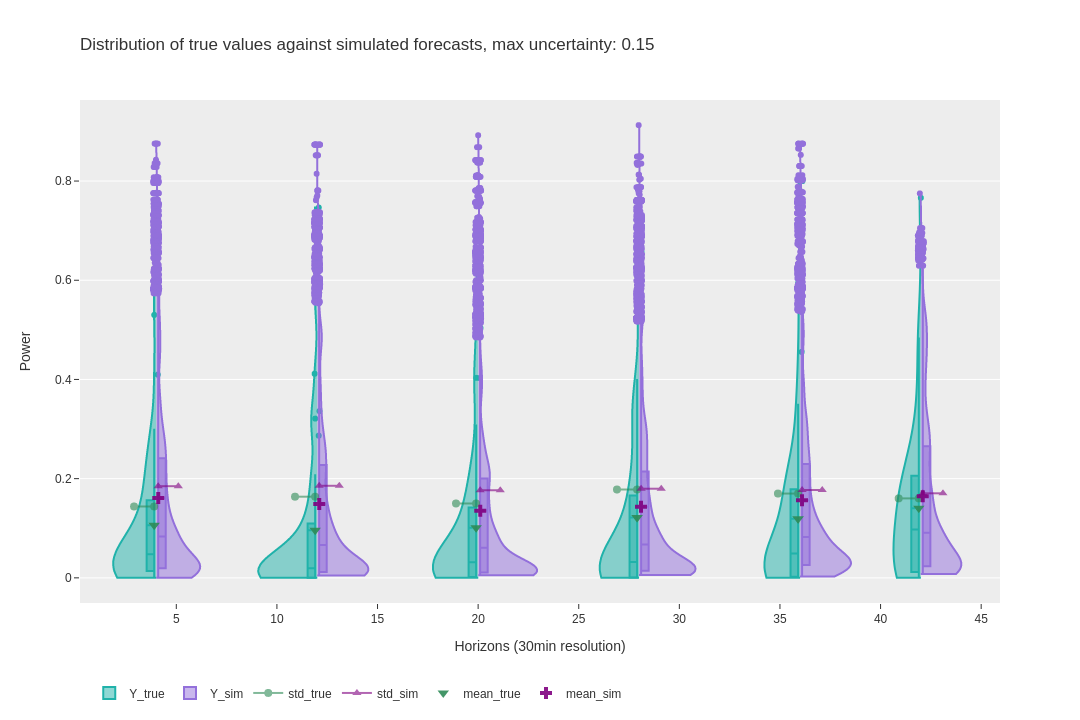 Distribution of true values against simulated forecasts, max uncertainty: 0.15
0.8
0.6
0.4
0.2
0
Power
5 10 15 20 25 30 35 40 45
Horizons (30min resolution)
Y_true Y_sim std_true std_sim mean_true mean_sim